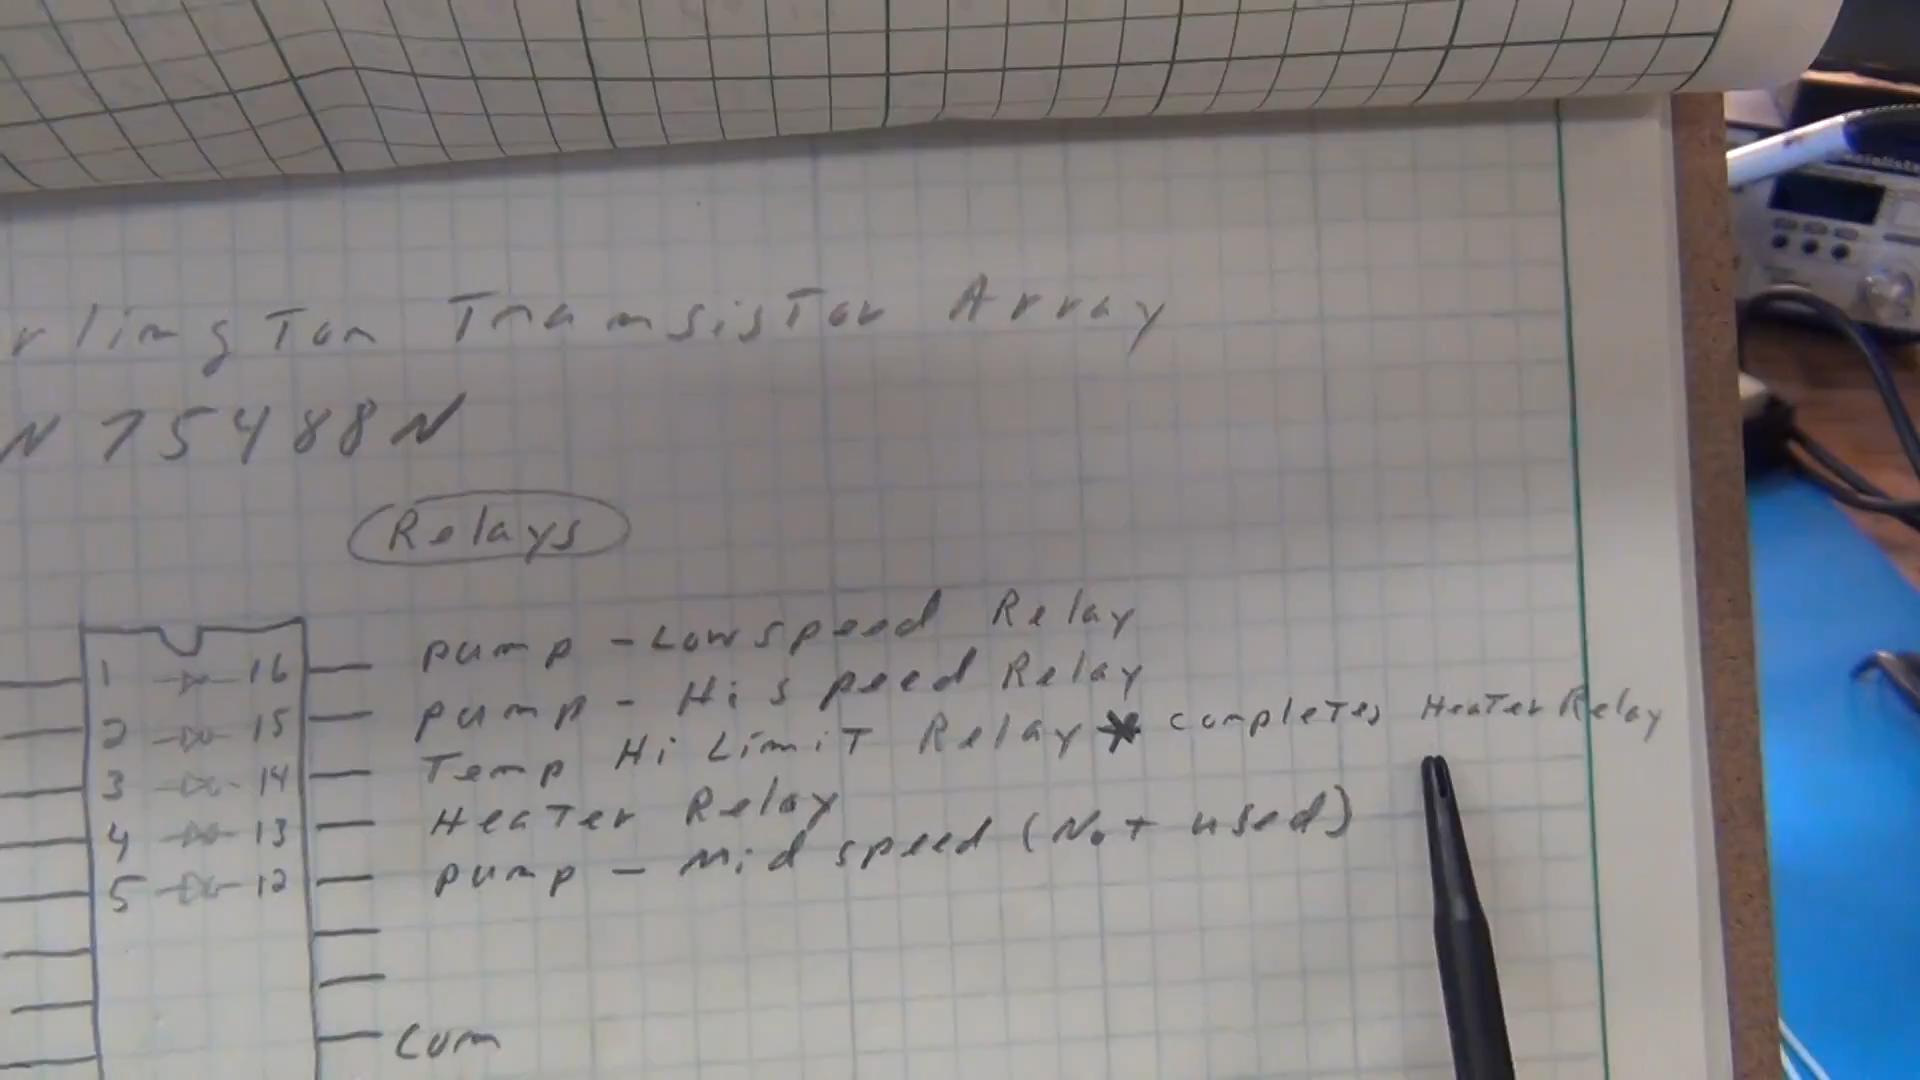 rlington Transistor Array
N 75488N
Relays
1 16 pump - Low speed Relay
2 15 pump - Hi speed Relay
3 14 Temp Hi Limit Relay * completes Heater Relay
4 13 Heater Relay
5 12 pump - Mid speed (Not used)
Com